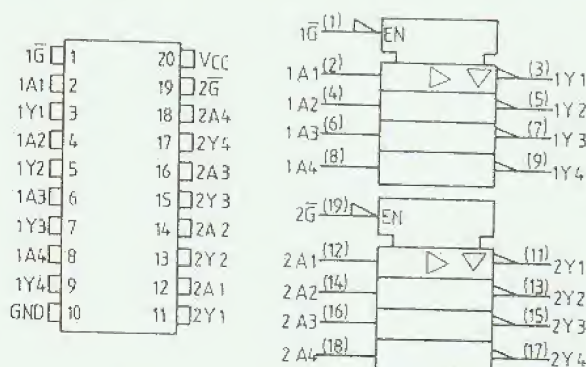 1G̅ 1 20 VCC
1A1 2 19 2G̅
1Y1 3 18 2A4
1A2 4 17 2Y4
1Y2 5 16 2A3
1A3 6 15 2Y3
1Y3 7 14 2A2
1A4 8 13 2Y2
1Y4 9 12 2A1
GND 10 11 2Y1
1G̅ (1) EN
1A1 (2) (3) 1Y1
1A2 (4) (5) 1Y2
1A3 (6) (7) 1Y3
1A4 (8) (9) 1Y4
2G̅ (19) EN
2A1 (12) (11) 2Y1
2A2 (14) (13) 2Y2
2A3 (16) (15) 2Y3
2A4 (18) (17) 2Y4